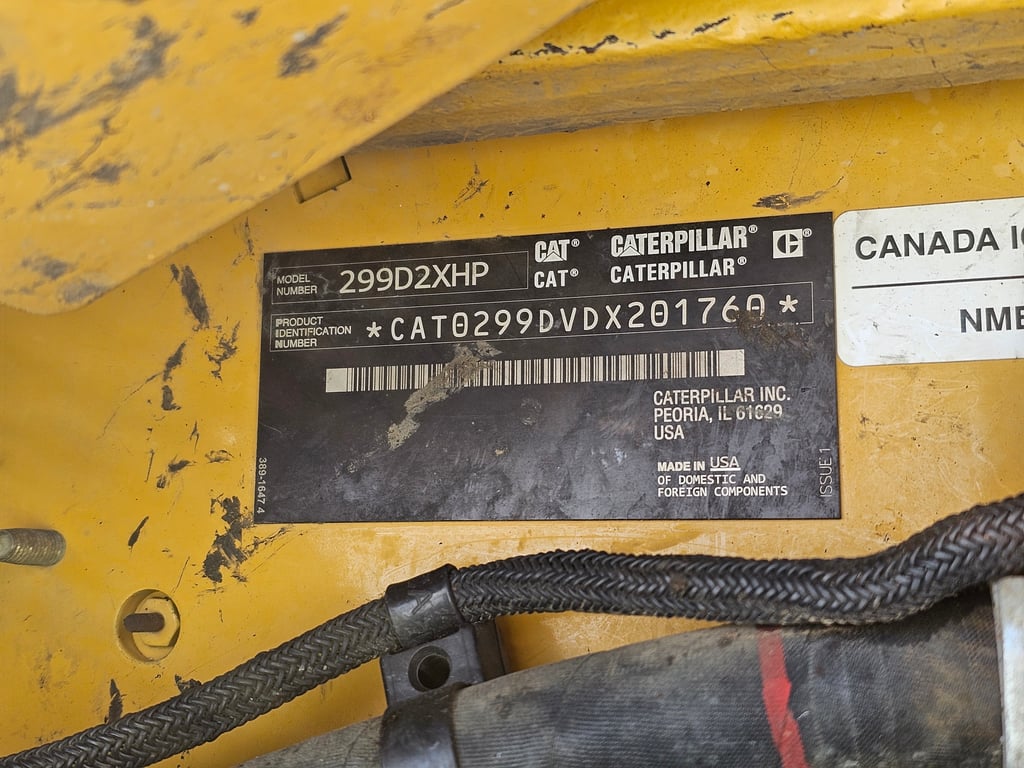 CAT® CATERPILLAR® C®
MODEL NUMBER 299D2XHP CAT® CATERPILLAR®
PRODUCT
IDENTIFICATION
NUMBER
*CAT0299DVDX201760*
CATERPILLAR INC.
PEORIA, IL 61629
USA
MADE IN USA
OF DOMESTIC AND
FOREIGN COMPONENTS
389-1647 4
ISSUE 1
CANADA